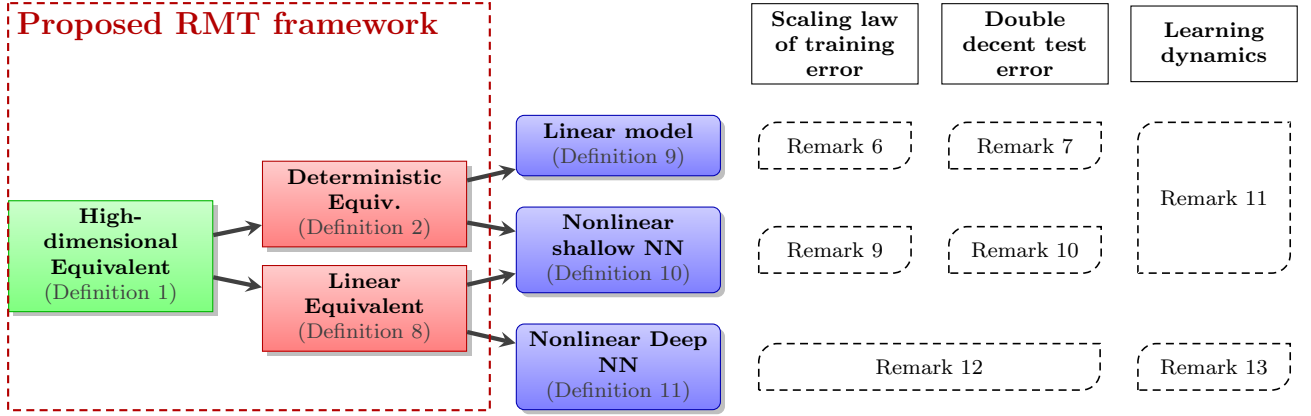 Proposed RMT framework
High-
dimensional
Equivalent
(Definition 1)
Deterministic
Equiv.
(Definition 2)
Linear
Equivalent
(Definition 8)
Linear model
(Definition 9)
Nonlinear
shallow NN
(Definition 10)
Nonlinear Deep
NN
(Definition 11)
Scaling law
of training
error
Double
decent test
error
Learning
dynamics
Remark 6
Remark 7
Remark 11
Remark 9
Remark 10
Remark 12
Remark 13